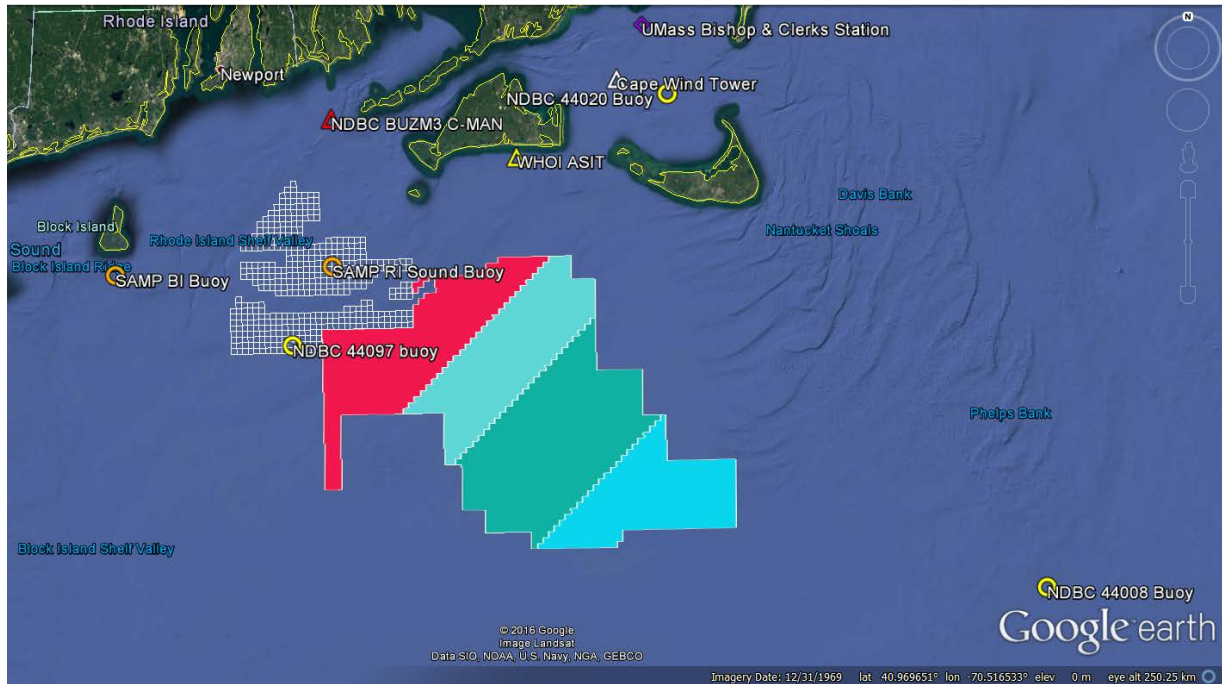 Rhode Island
N
UMass Bishop & Clerks Station
Newport
Cape Wind Tower
NDBC 44020 Buoy
NDBC BUZM3 C-MAN
WHOI ASIT
Davis Bank
Block Island
Nantucket Shoals
Rhode Island Shelf Valley
Sound
Block Island Ridge
SAMP RI Sound Buoy
SAMP BI Buoy
NDBC 44097 buoy
Phelps Bank
Block Island Shelf Valley
NDBC 44008 Buoy
Google earth
© 2016 Google
Image Landsat
Data SIO, NOAA, U.S. Navy, NGA, GEBCO
Imagery Date: 12/31/1969 lat 40.969651° lon -70.516533° elev 0 m eye alt 250.25 km